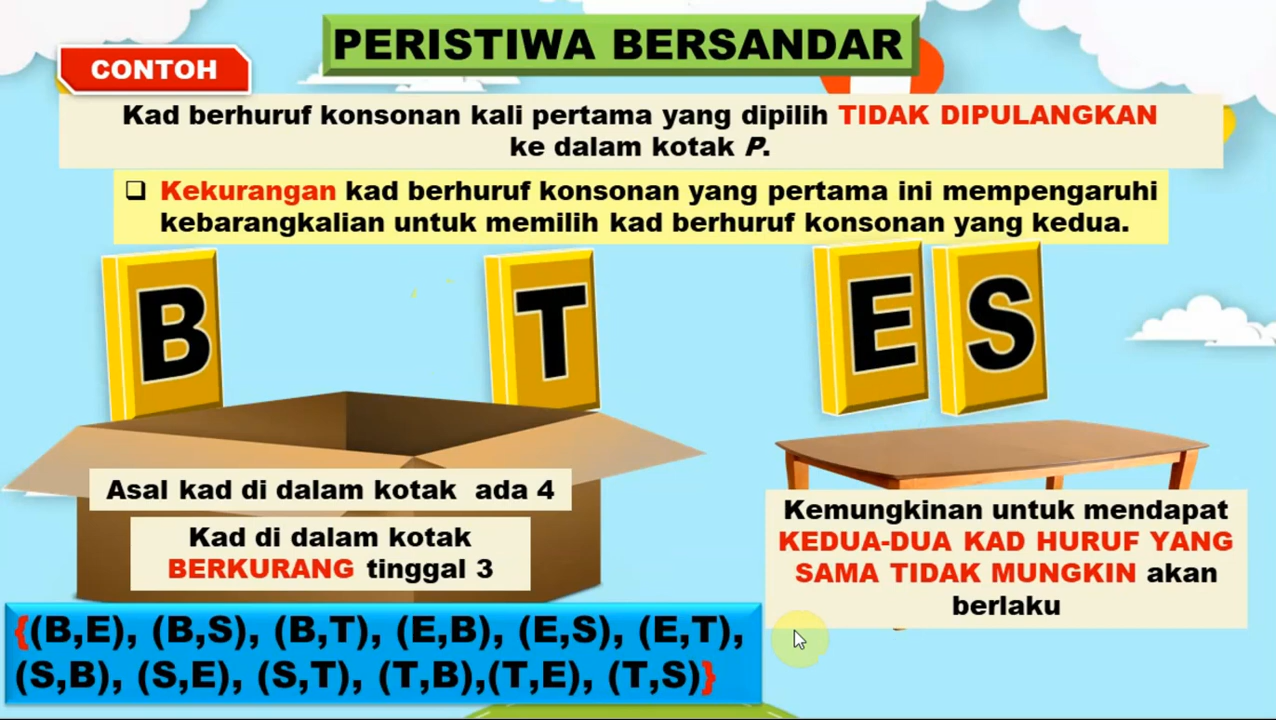 PERISTIWA BERSANDAR
CONTOH
Kad berhuruf konsonan kali pertama yang dipilih TIDAK DIPULANGKAN
ke dalam kotak P.
Kekurangan kad berhuruf konsonan yang pertama ini mempengaruhi
kebarangkalian untuk memilih kad berhuruf konsonan yang kedua.
B T E S
Asal kad di dalam kotak ada 4
Kad di dalam kotak
BERKURANG tinggal 3
Kemungkinan untuk mendapat
KEDUA-DUA KAD HURUF YANG
SAMA TIDAK MUNGKIN akan
berlaku
{(B,E), (B,S), (B,T), (E,B), (E,S), (E,T),
(S,B), (S,E), (S,T), (T,B),(T,E), (T,S)}